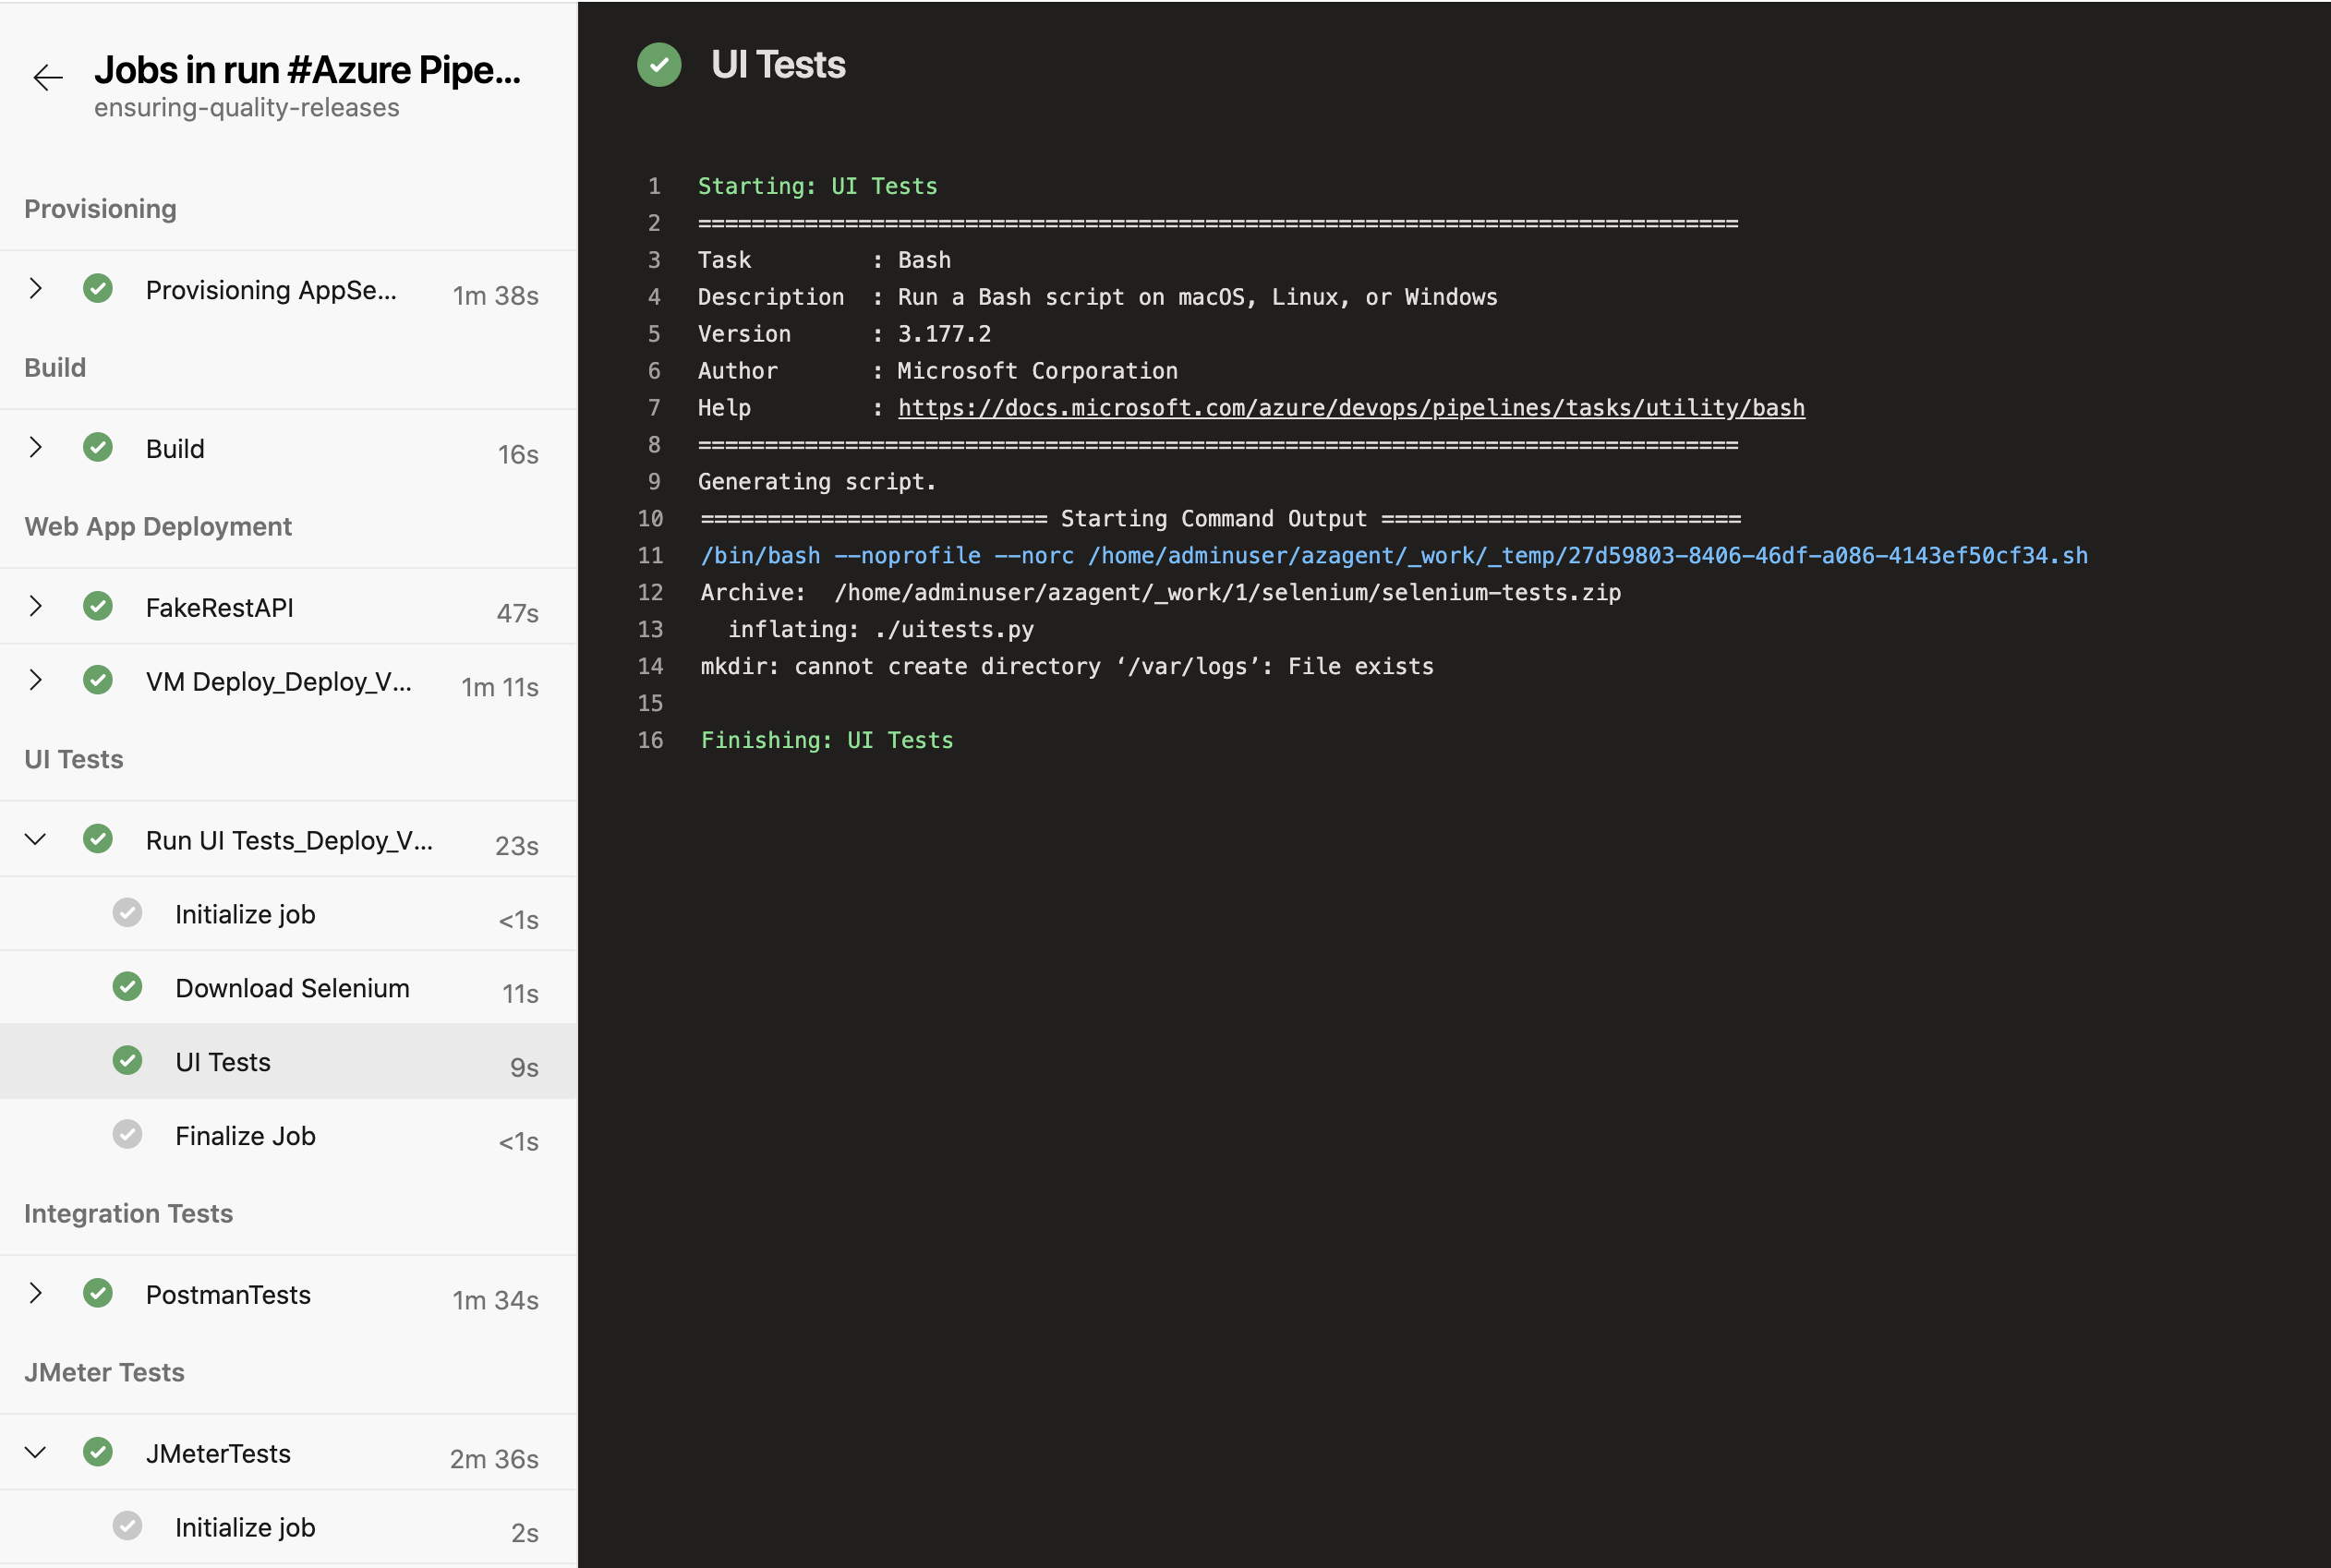 Jobs in run #Azure Pipe...
ensuring-quality-releases
Provisioning
Provisioning AppSe... 1m 38s
Build
Build 16s
Web App Deployment
FakeRestAPI 47s
VM Deploy_Deploy_V... 1m 11s
UI Tests
Run UI Tests_Deploy_V... 23s
Initialize job <1s
Download Selenium 11s
UI Tests 9s
Finalize Job <1s
Integration Tests
PostmanTests 1m 34s
JMeter Tests
JMeterTests 2m 36s
Initialize job 2s
UI Tests
1 Starting: UI Tests
2 ==============================================================================
3 Task         : Bash
4 Description  : Run a Bash script on macOS, Linux, or Windows
5 Version      : 3.177.2
6 Author       : Microsoft Corporation
7 Help         : https://docs.microsoft.com/azure/devops/pipelines/tasks/utility/bash
8 ==============================================================================
9 Generating script.
10 ========================== Starting Command Output ===========================
11 /bin/bash --noprofile --norc /home/adminuser/azagent/_work/_temp/27d59803-8406-46df-a086-4143ef50cf34.sh
12 Archive:  /home/adminuser/azagent/_work/1/selenium/selenium-tests.zip
13   inflating: ./uitests.py
14 mkdir: cannot create directory ‘/var/logs’: File exists
15
16 Finishing: UI Tests